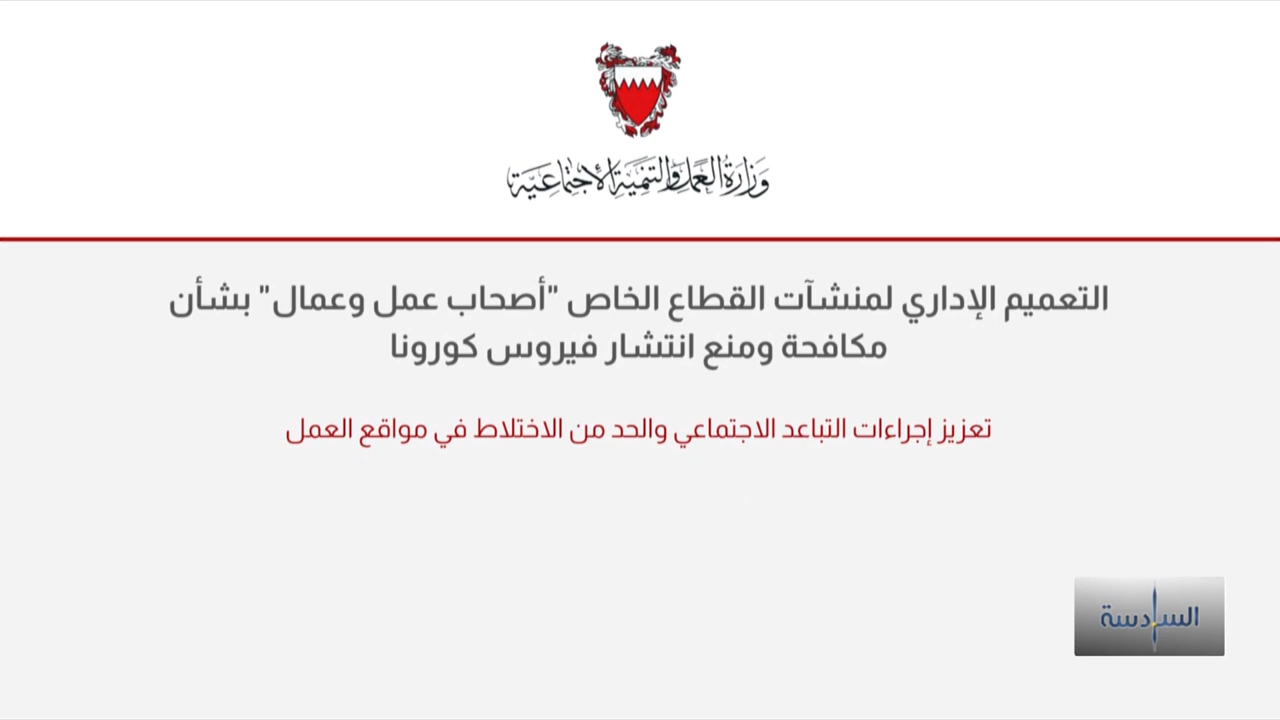 وزارة العمل والتنمية الاجتماعية
التعميم الإداري لمنشآت القطاع الخاص "أصحاب عمل وعمال" بشأن
مكافحة ومنع انتشار فيروس كورونا
تعزيز إجراءات التباعد الاجتماعي والحد من الاختلاط في مواقع العمل
السادسة